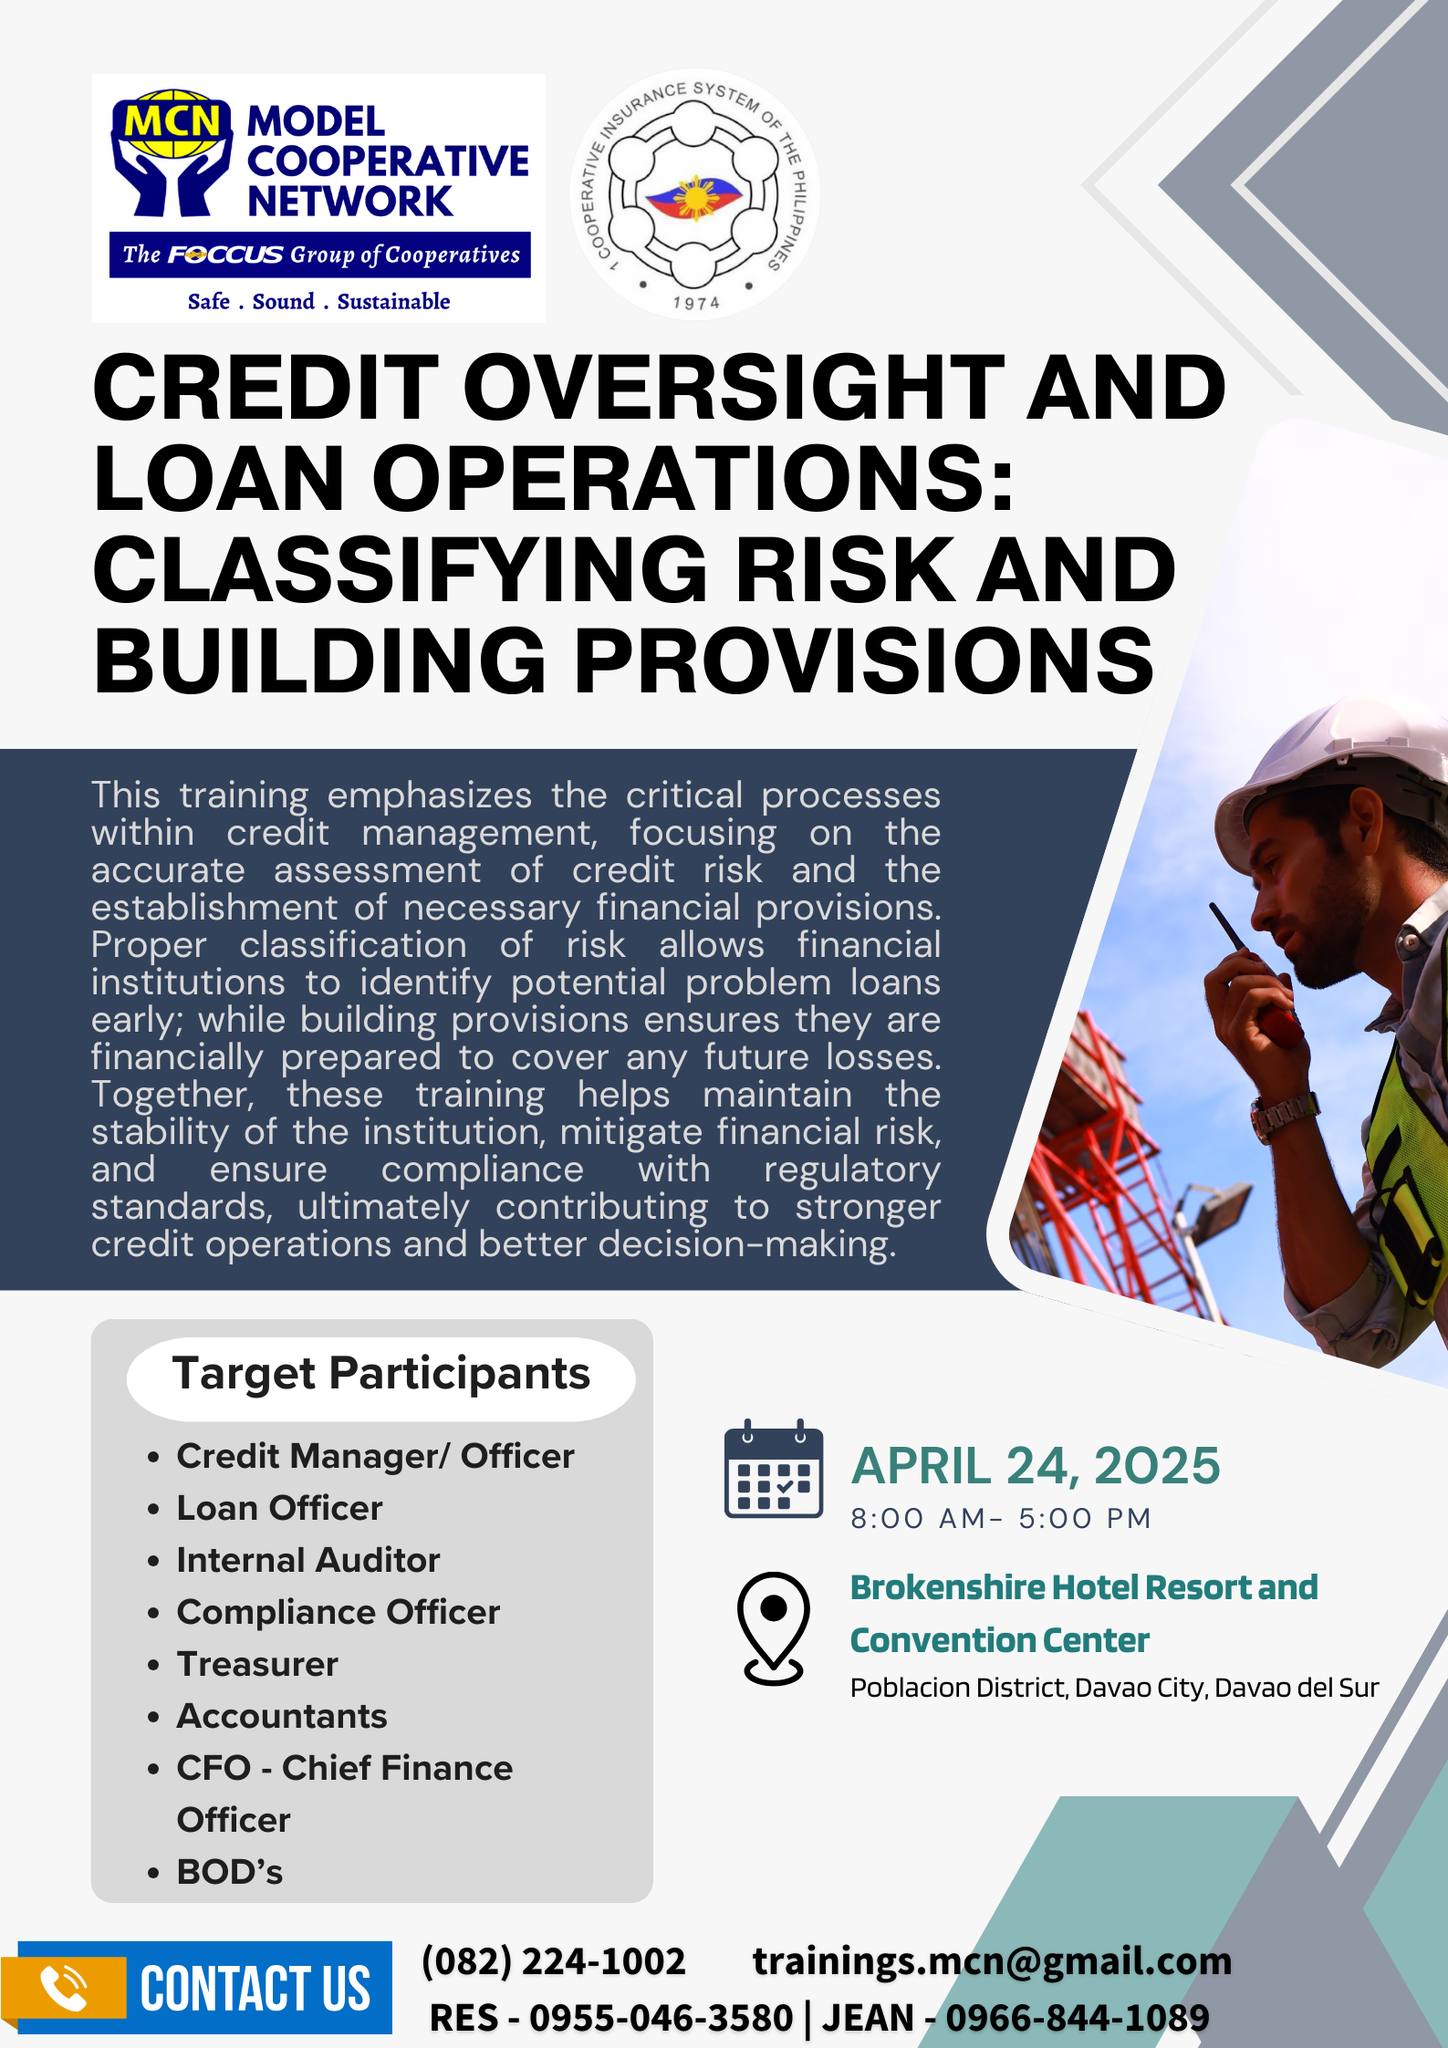 MCN
MODEL
COOPERATIVE
NETWORK
The FOCCUS Group of Cooperatives
Safe . Sound . Sustainable
1 COOPERATIVE INSURANCE SYSTEM OF THE PHILIPPINES
• 1974 •
CREDIT OVERSIGHT AND
LOAN OPERATIONS:
CLASSIFYING RISK AND
BUILDING PROVISIONS
This training emphasizes the critical processes
within credit management, focusing on the
accurate assessment of credit risk and the
establishment of necessary financial provisions.
Proper classification of risk allows financial
institutions to identify potential problem loans
early; while building provisions ensures they are
financially prepared to cover any future losses.
Together, these training helps maintain the
stability of the institution, mitigate financial risk,
and ensure compliance with regulatory
standards, ultimately contributing to stronger
credit operations and better decision-making.
Target Participants
• Credit Manager/ Officer
• Loan Officer
• Internal Auditor
• Compliance Officer
• Treasurer
• Accountants
• CFO - Chief Finance
Officer
• BOD's
APRIL 24, 2025
8:00 AM- 5:00 PM
Brokenshire Hotel Resort and
Convention Center
Poblacion District, Davao City, Davao del Sur
CONTACT US
(082) 224-1002 trainings.mcn@gmail.com
RES - 0955-046-3580 | JEAN - 0966-844-1089